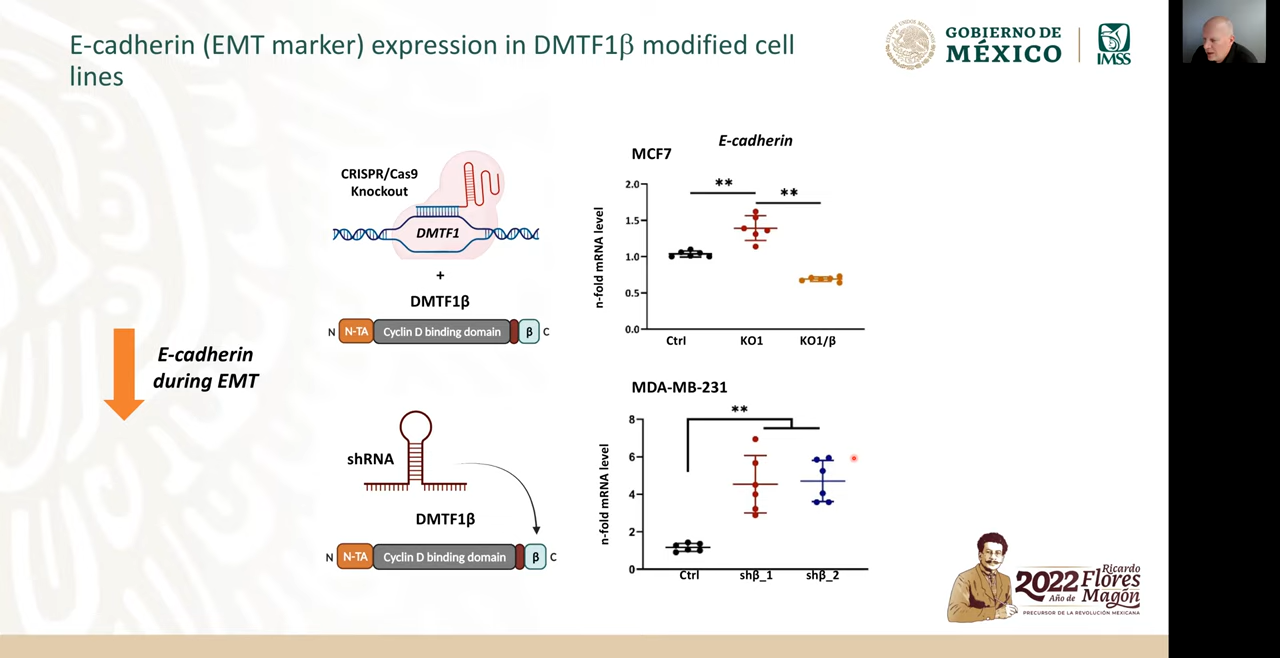 E-cadherin (EMT marker) expression in DMTF1β modified cell
lines
ESTADOS UNIDOS MEXICANOS
GOBIERNO DE
MÉXICO
IMSS
CRISPR/Cas9
Knockout
DMTF1
+
DMTF1β
N N-TA Cyclin D binding domain β C
E-cadherin
during EMT
shRNA
DMTF1β
N N-TA Cyclin D binding domain β C
E-cadherin
MCF7
** **
n-fold mRNA level
2.0
1.5
1.0
0.5
0.0
Ctrl KO1 KO1/β
MDA-MB-231
**
n-fold mRNA level
8
6
4
2
0
Ctrl shβ_1 shβ_2
2022 Ricardo
Flores
Año de Magón
PRECURSOR DE LA REVOLUCIÓN MEXICANA